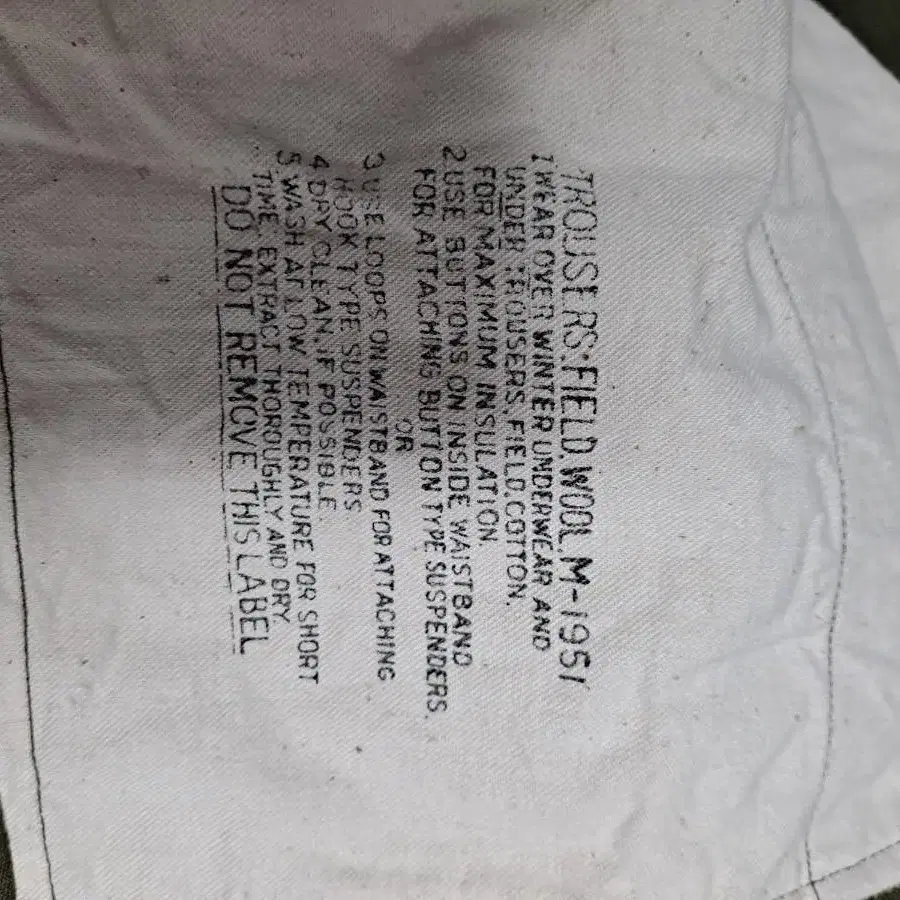 TROUSERS, FIELD, WOOL, M-1951
1 WEAR OVER WINTER UNDERWEAR AND
UNDER TROUSERS, FIELD, COTTON,
FOR MAXIMUM INSULATION.
2 USE BUTTONS ON INSIDE WAISTBAND
FOR ATTACHING BUTTON TYPE SUSPENDERS.
OR
3 USE LOOPS ON WAISTBAND FOR ATTACHING
HOOK TYPE SUSPENDERS
4 DRY CLEAN, IF POSSIBLE.
5 WASH AT LOW TEMPERATURE FOR SHORT
TIME, EXTRACT THOROUGHLY AND DRY.
DO NOT REMOVE THIS LABEL